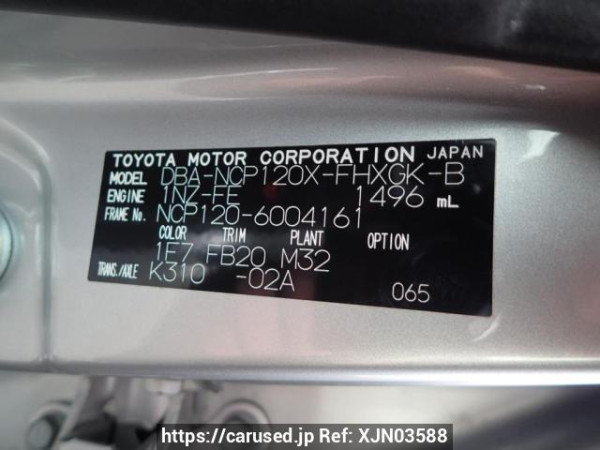 TOYOTA MOTOR CORPORATION JAPAN
MODEL DBA-NCP120X-FHXGK-B
ENGINE 1NZ-FE 1496 mL
FRAME No. NCP120-6004161
COLOR TRIM PLANT OPTION
1E7 FB20 M32
TRANS./AXLE K310 -02A
065
https://carused.jp Ref: XJN03588